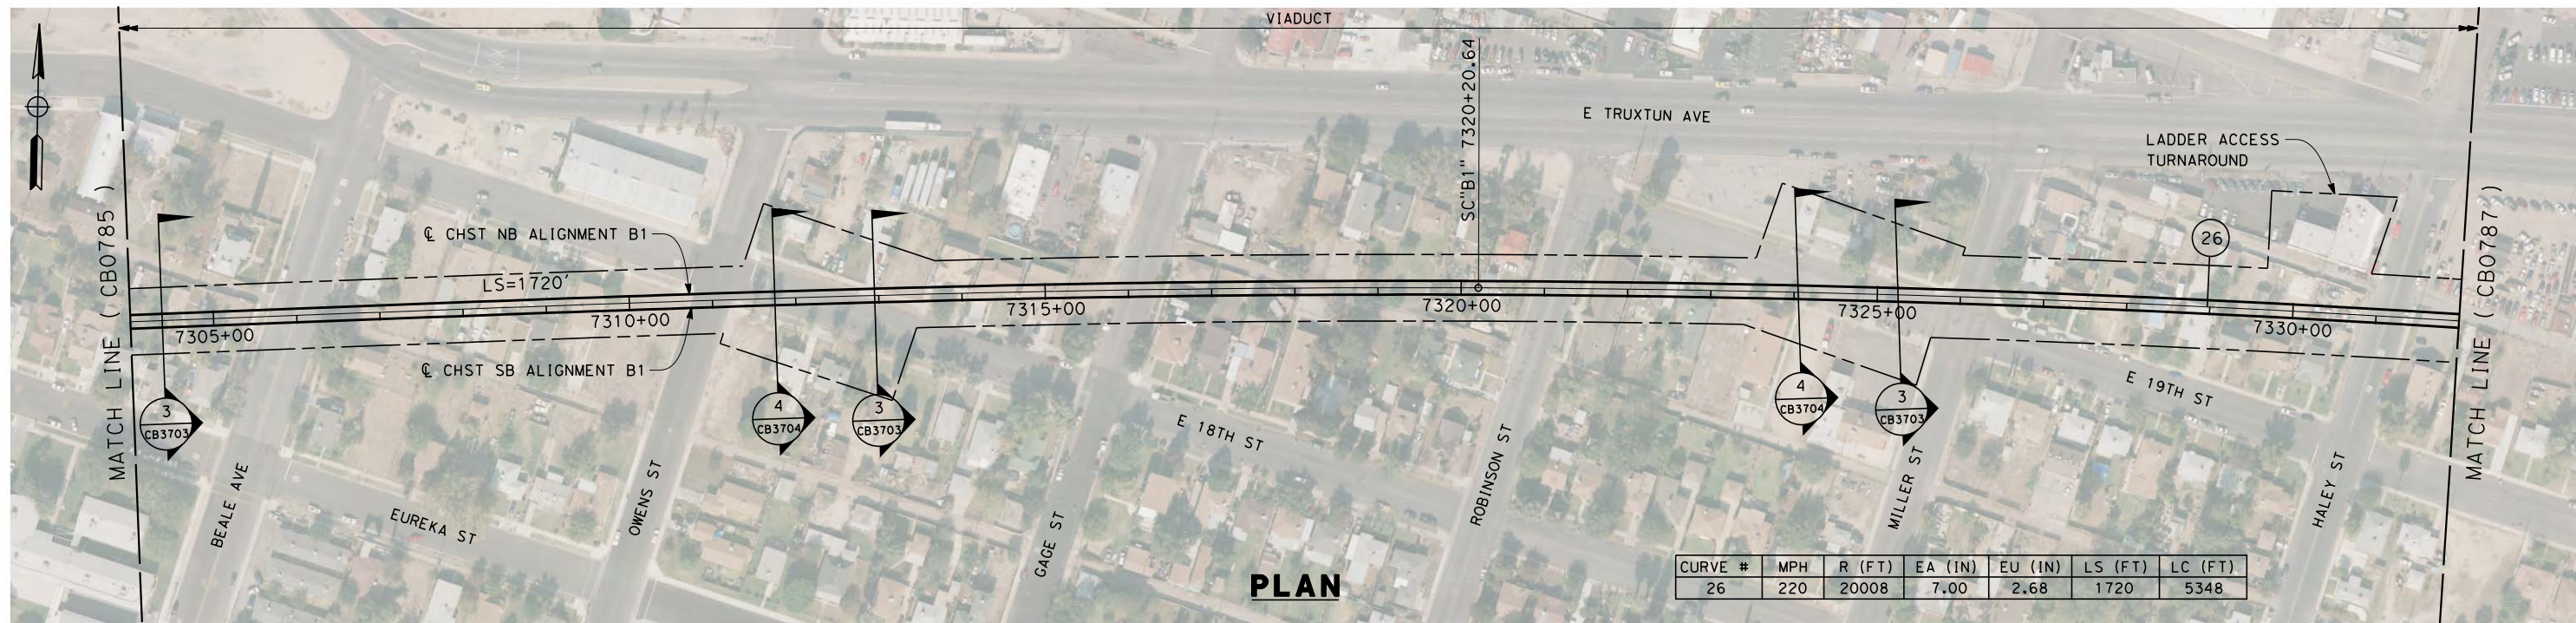 VIADUCT
SC"B1" 7320+20.64
E TRUXTUN AVE
LADDER ACCESS
TURNAROUND
MATCH LINE ( CB0785 )
MATCH LINE ( CB0787 )
℄ CHST NB ALIGNMENT B1
26
LS=1720'
7305+00
7310+00
7315+00
7320+00
7325+00
7330+00
℄ CHST SB ALIGNMENT B1
3
CB3703
4
CB3704
3
CB3703
4
CB3704
3
CB3703
E 19TH ST
E 18TH ST
BEALE AVE
EUREKA ST
OWENS ST
GAGE ST
ROBINSON ST
MILLER ST
HALEY ST
PLAN
CURVE # MPH R (FT) EA (IN) EU (IN) LS (FT) LC (FT)
26 220 20008 7.00 2.68 1720 5348